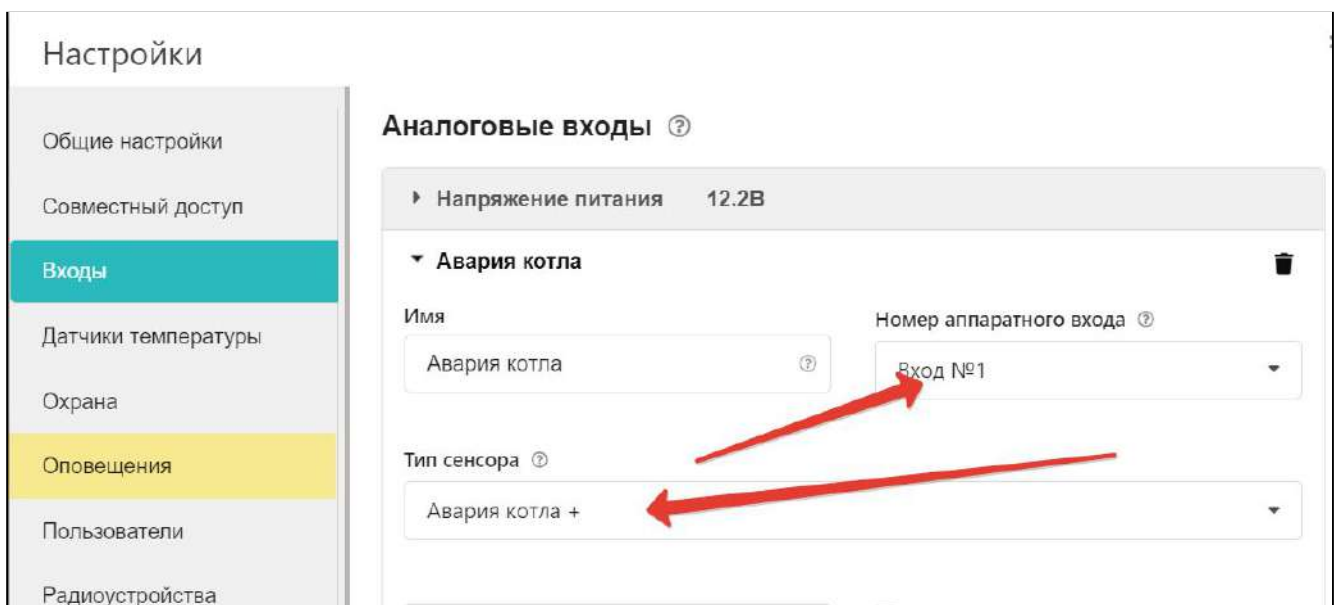 Настройки
Общие настройки
Совместный доступ
Входы
Датчики температуры
Охрана
Оповещения
Пользователи
Радиоустройства
Аналоговые входы ?
Напряжение питания 12.2В
Авария котла
Имя
Авария котла ?
Номер аппаратного входа ?
Вход №1
Тип сенсора ?
Авария котла +